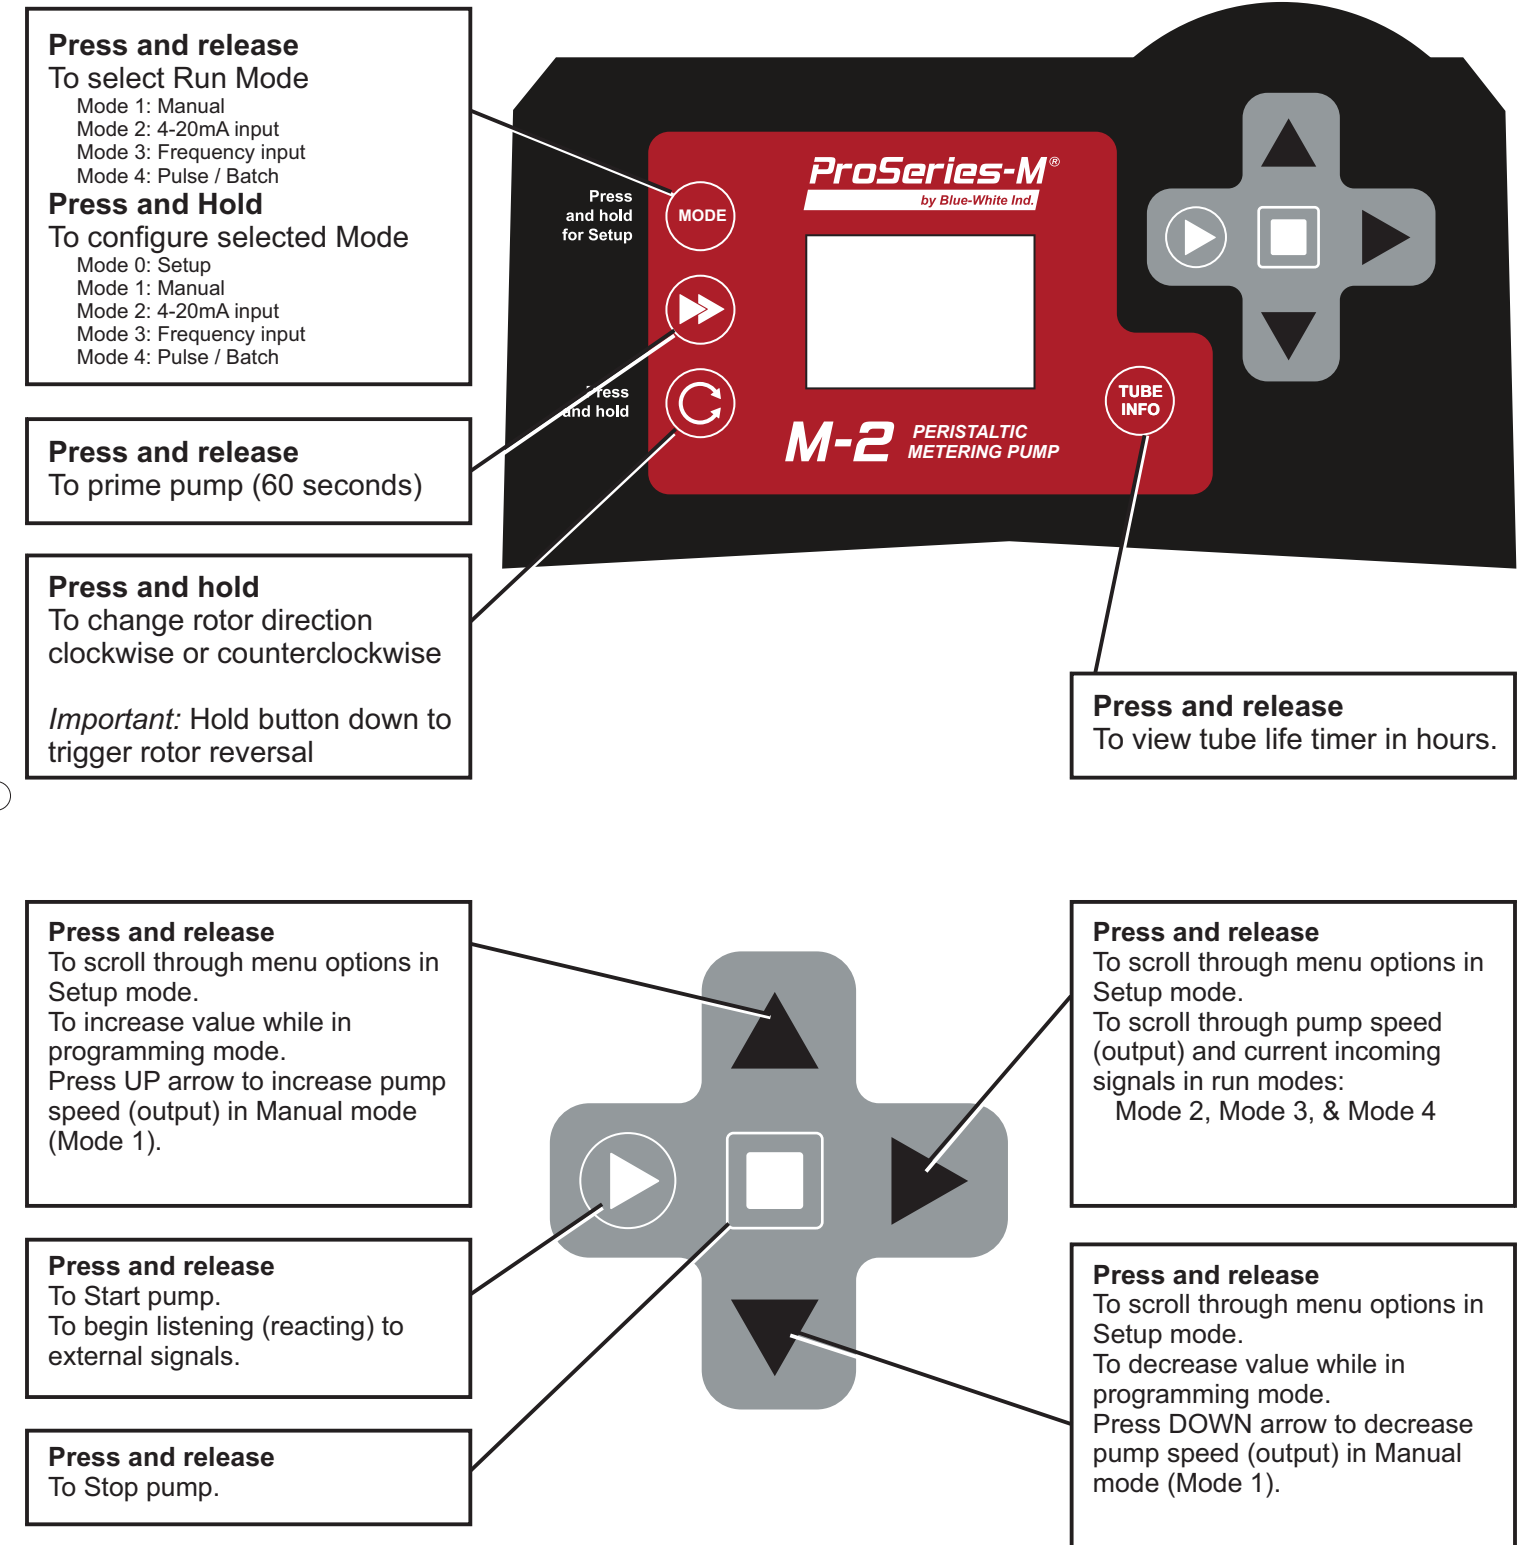 Press and release
To select Run Mode
Mode 1: Manual
Mode 2: 4-20mA input
Mode 3: Frequency input
Mode 4: Pulse / Batch
Press and Hold
To configure selected Mode
Mode 0: Setup
Mode 1: Manual
Mode 2: 4-20mA input
Mode 3: Frequency input
Mode 4: Pulse / Batch
Press and release
To prime pump (60 seconds)
Press and hold
To change rotor direction
clockwise or counterclockwise
Important: Hold button down to
trigger rotor reversal
Press
and hold
for Setup
MODE
Press
and hold
ProSeries-M®
by Blue-White Ind.
M-2 PERISTALTIC
METERING PUMP
TUBE
INFO
Press and release
To view tube life timer in hours.
Press and release
To scroll through menu options in
Setup mode.
To increase value while in
programming mode.
Press UP arrow to increase pump
speed (output) in Manual mode
(Mode 1).
Press and release
To Start pump.
To begin listening (reacting) to
external signals.
Press and release
To Stop pump.
Press and release
To scroll through menu options in
Setup mode.
To scroll through pump speed
(output) and current incoming
signals in run modes:
Mode 2, Mode 3, & Mode 4
Press and release
To scroll through menu options in
Setup mode.
To decrease value while in
programming mode.
Press DOWN arrow to decrease
pump speed (output) in Manual
mode (Mode 1).